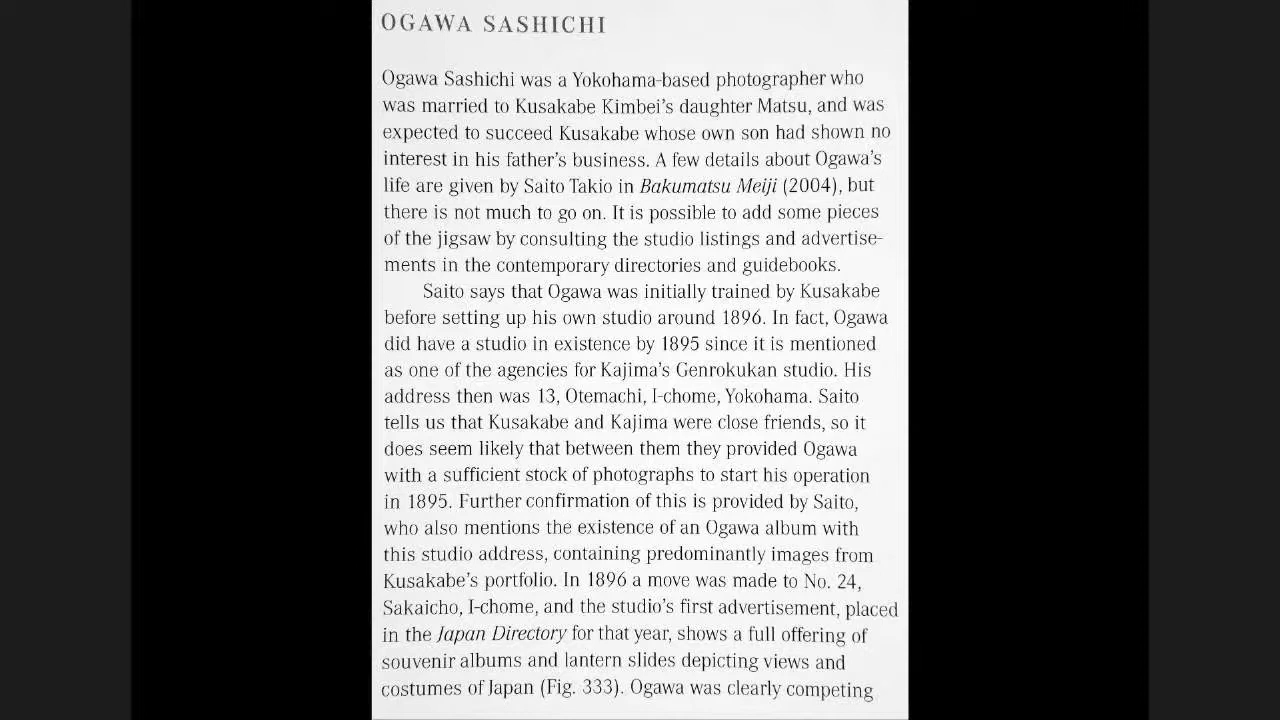 OGAWA SASHICHI
Ogawa Sashichi was a Yokohama-based photographer who
was married to Kusakabe Kimbei's daughter Matsu, and was
expected to succeed Kusakabe whose own son had shown no
interest in his father's business. A few details about Ogawa's
life are given by Saito Takio in Bakumatsu Meiji (2004), but
there is not much to go on. It is possible to add some pieces
of the jigsaw by consulting the studio listings and advertise-
ments in the contemporary directories and guidebooks.
Saito says that Ogawa was initially trained by Kusakabe
before setting up his own studio around 1896. In fact, Ogawa
did have a studio in existence by 1895 since it is mentioned
as one of the agencies for Kajima's Genrokukan studio. His
address then was 13, Otemachi, I-chome, Yokohama. Saito
tells us that Kusakabe and Kajima were close friends, so it
does seem likely that between them they provided Ogawa
with a sufficient stock of photographs to start his operation
in 1895. Further confirmation of this is provided by Saito,
who also mentions the existence of an Ogawa album with
this studio address, containing predominantly images from
Kusakabe's portfolio. In 1896 a move was made to No. 24,
Sakaicho, I-chome, and the studio's first advertisement, placed
in the Japan Directory for that year, shows a full offering of
souvenir albums and lantern slides depicting views and
costumes of Japan (Fig. 333). Ogawa was clearly competing